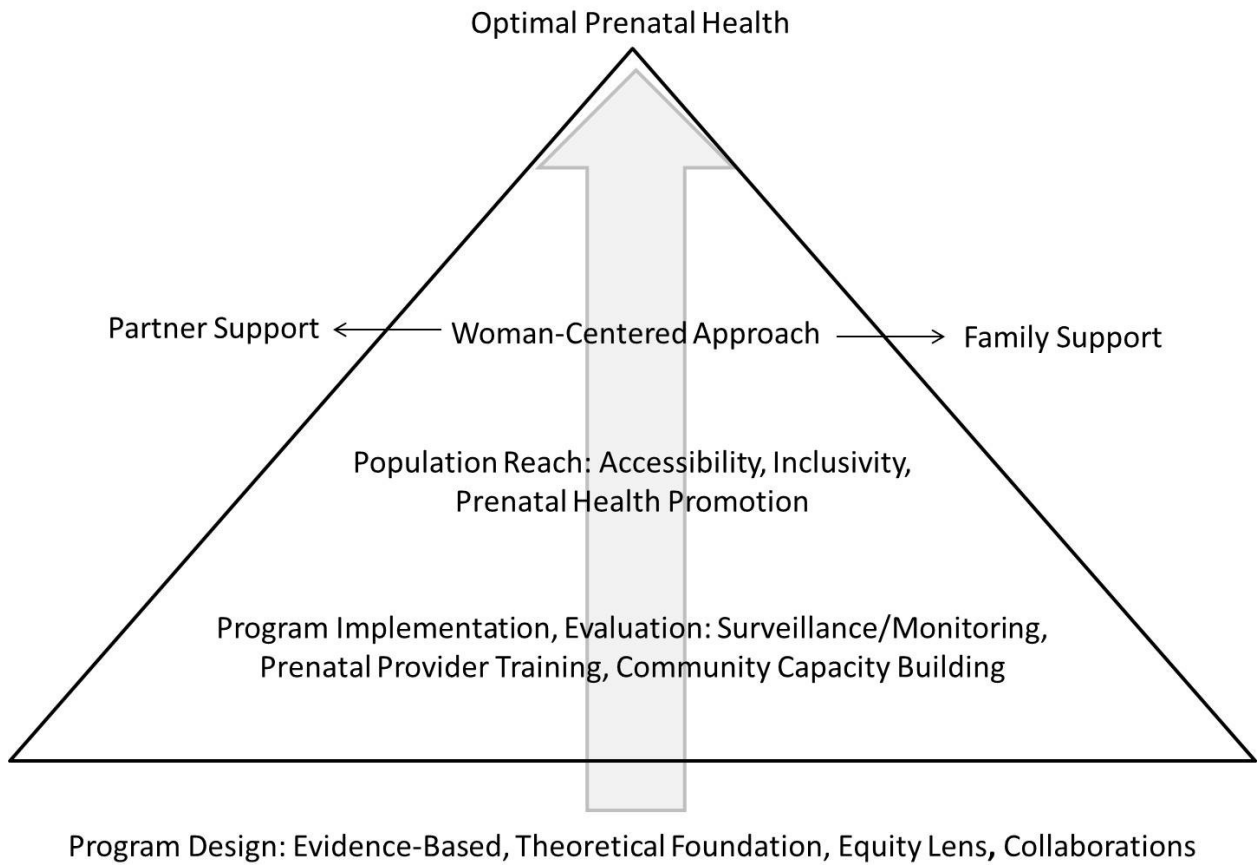 Optimal Prenatal Health
Partner Support
Woman-Centered Approach
Family Support
Population Reach: Accessibility, Inclusivity,
Prenatal Health Promotion
Program Implementation, Evaluation: Surveillance/Monitoring,
Prenatal Provider Training, Community Capacity Building
Program Design: Evidence-Based, Theoretical Foundation, Equity Lens, Collaborations